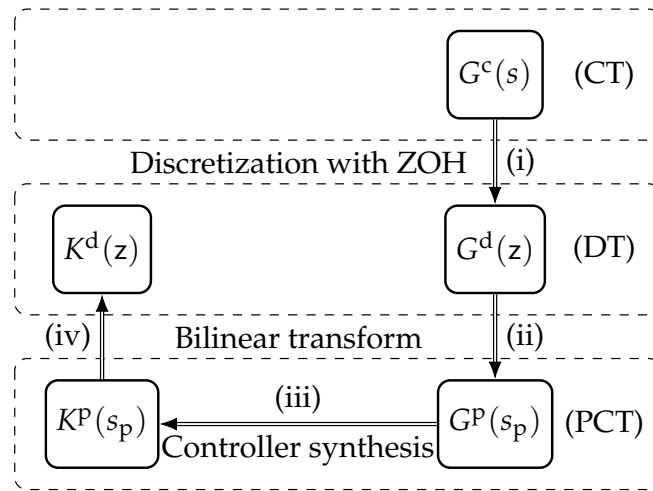 G^c(s) (CT)
Discretization with ZOH (i)
K^d(z) G^d(z) (DT)
(iv) Bilinear transform (ii)
K^p(s_p) (iii) G^p(s_p) (PCT)
Controller synthesis